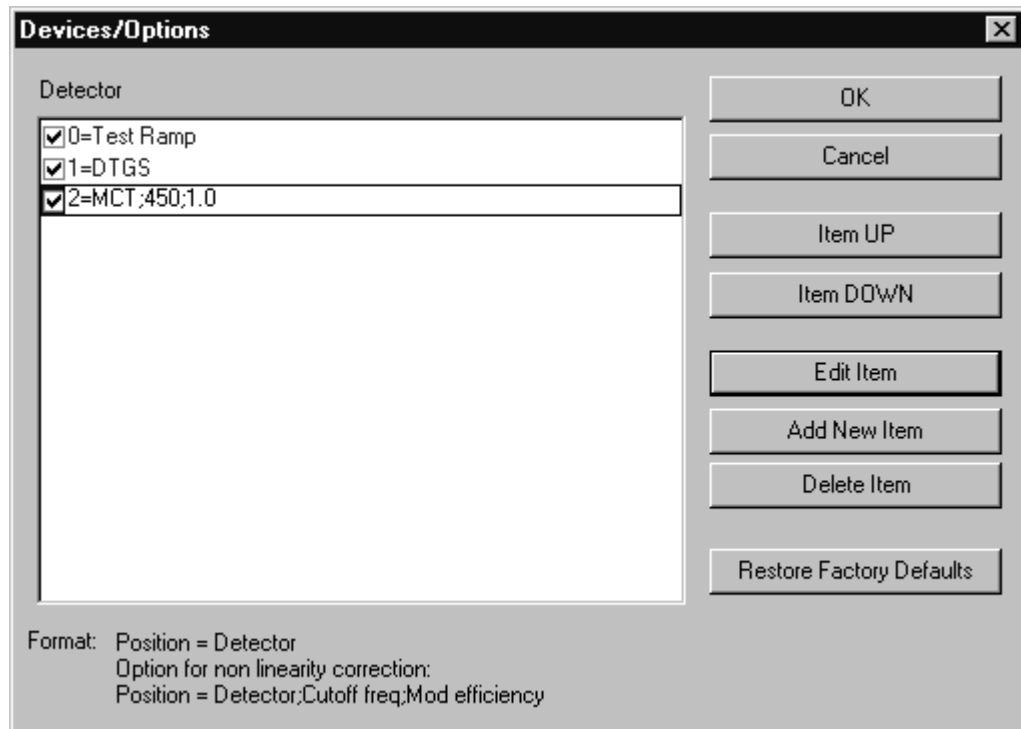 Devices/Options
Detector
0=Test Ramp
1=DTGS
2=MCT;450;1.0
OK
Cancel
Item UP
Item DOWN
Edit Item
Add New Item
Delete Item
Restore Factory Defaults
Format: Position = Detector
Option for non linearity correction:
Position = Detector;Cutoff freq;Mod efficiency